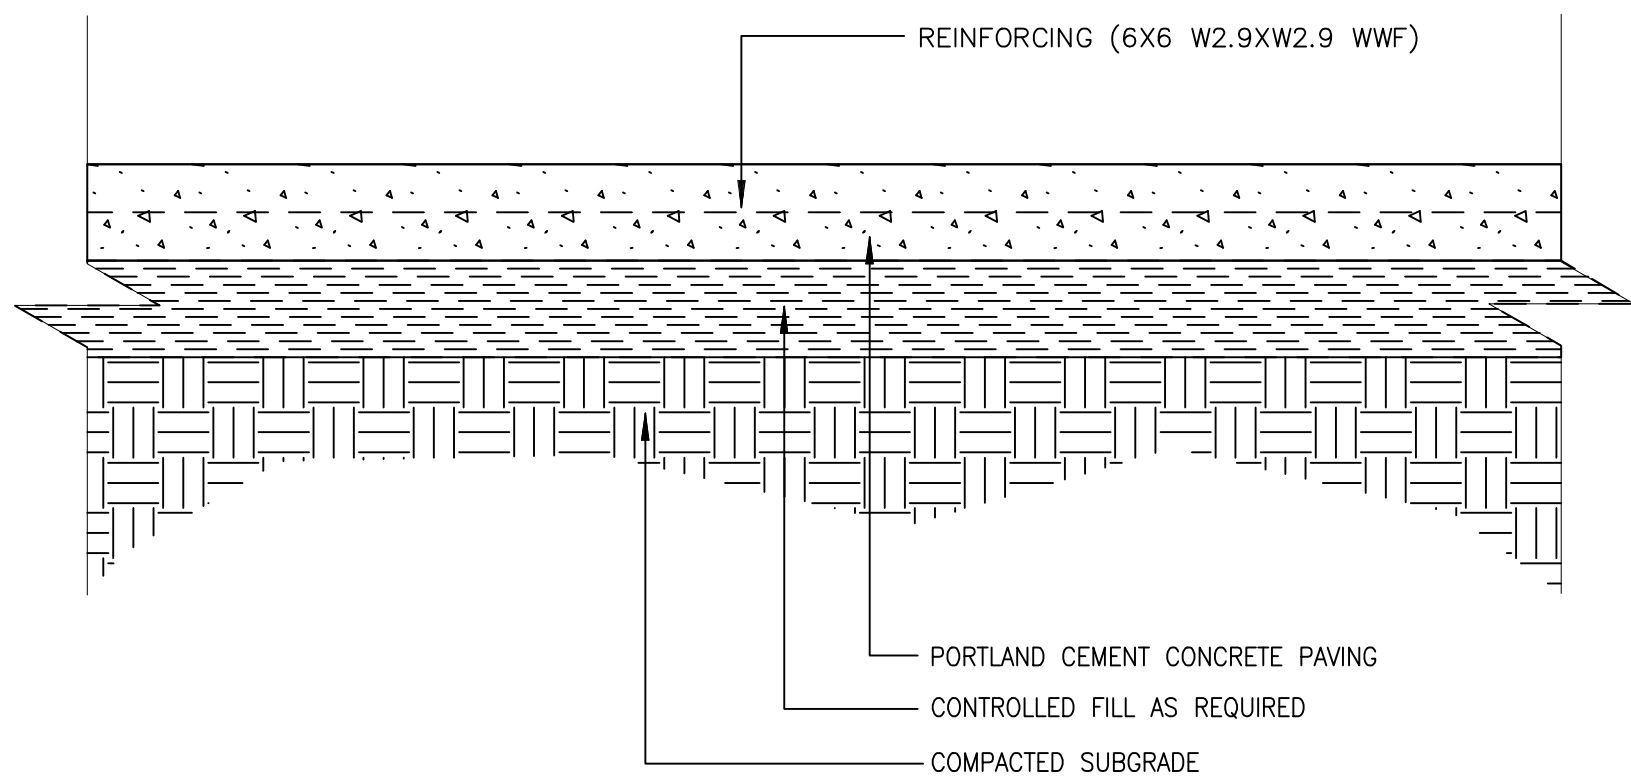 REINFORCING (6X6 W2.9XW2.9 WWF)
PORTLAND CEMENT CONCRETE PAVING
CONTROLLED FILL AS REQUIRED
COMPACTED SUBGRADE